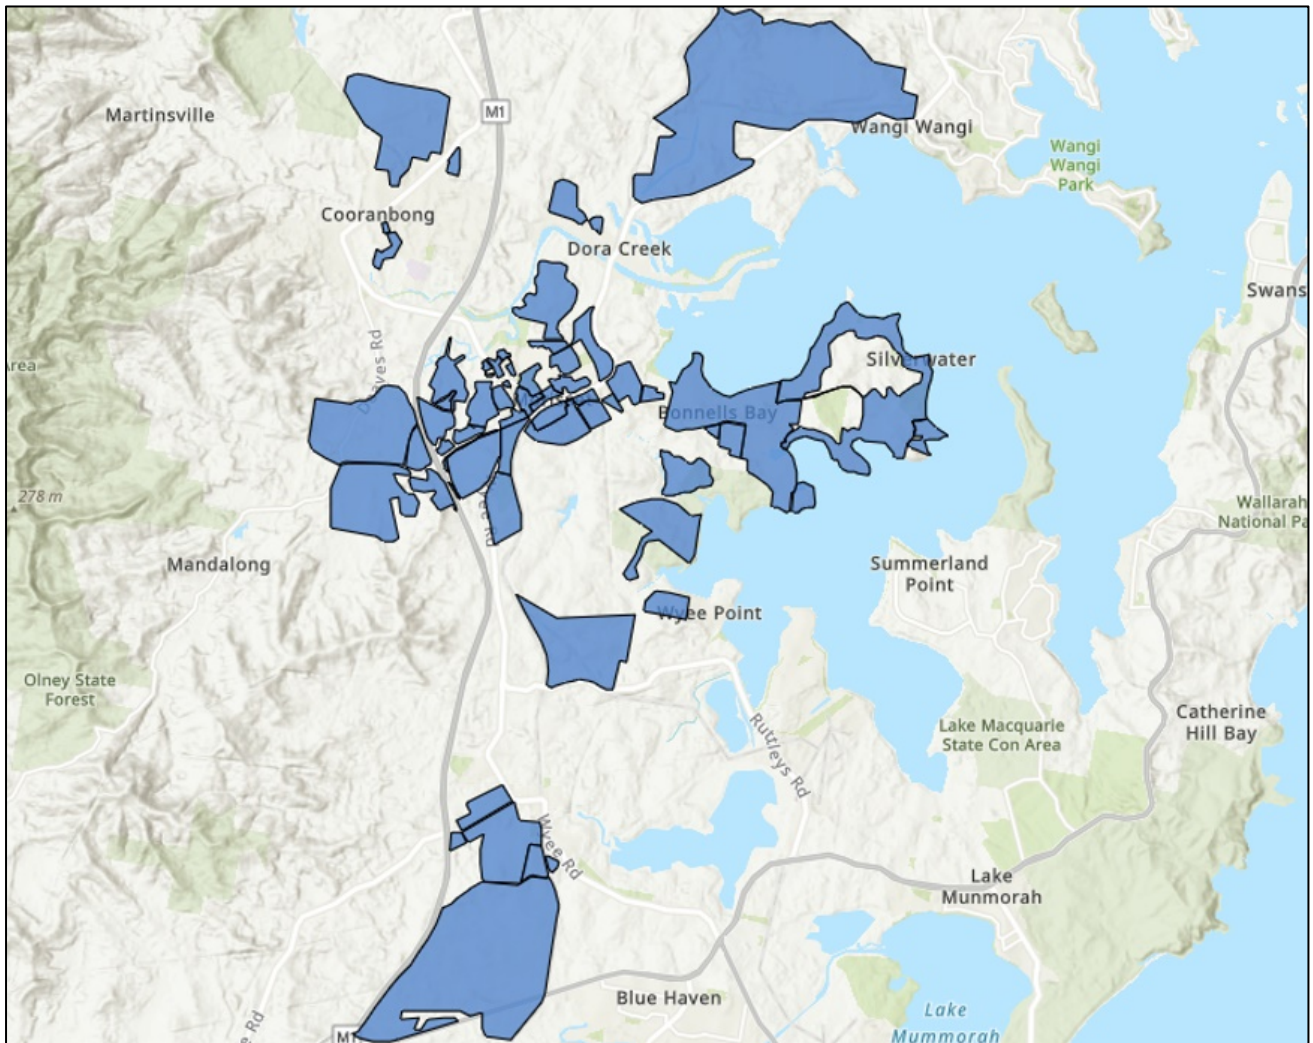 M1
Martinsville
Wangi Wangi
Wangi
Wangi
Park
Cooranbong
Dora Creek
Swans
Silverwater
rea
Bonnells Bay
278 m
Wallarah
National Pa
Mandalong
Summerland
Point
Wyee Point
Olney State
Forest
Catherine
Hill Bay
Lake Macquarie
State Con Area
Ruttleys Rd
Wyee Rd
Lake
Munmorah
Blue Haven
Lake
Mummorah
e Rd
M1